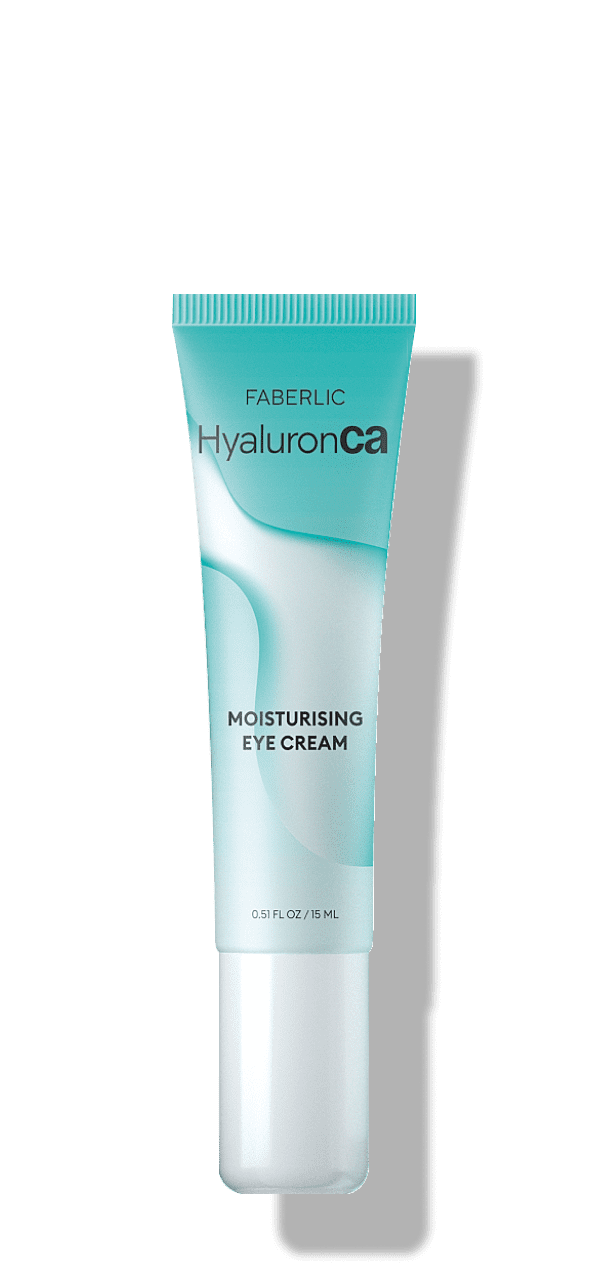 FABERLIC
Hyaluronca
MOISTURISING
EYE CREAM
0.51 FL OZ / 15 ML